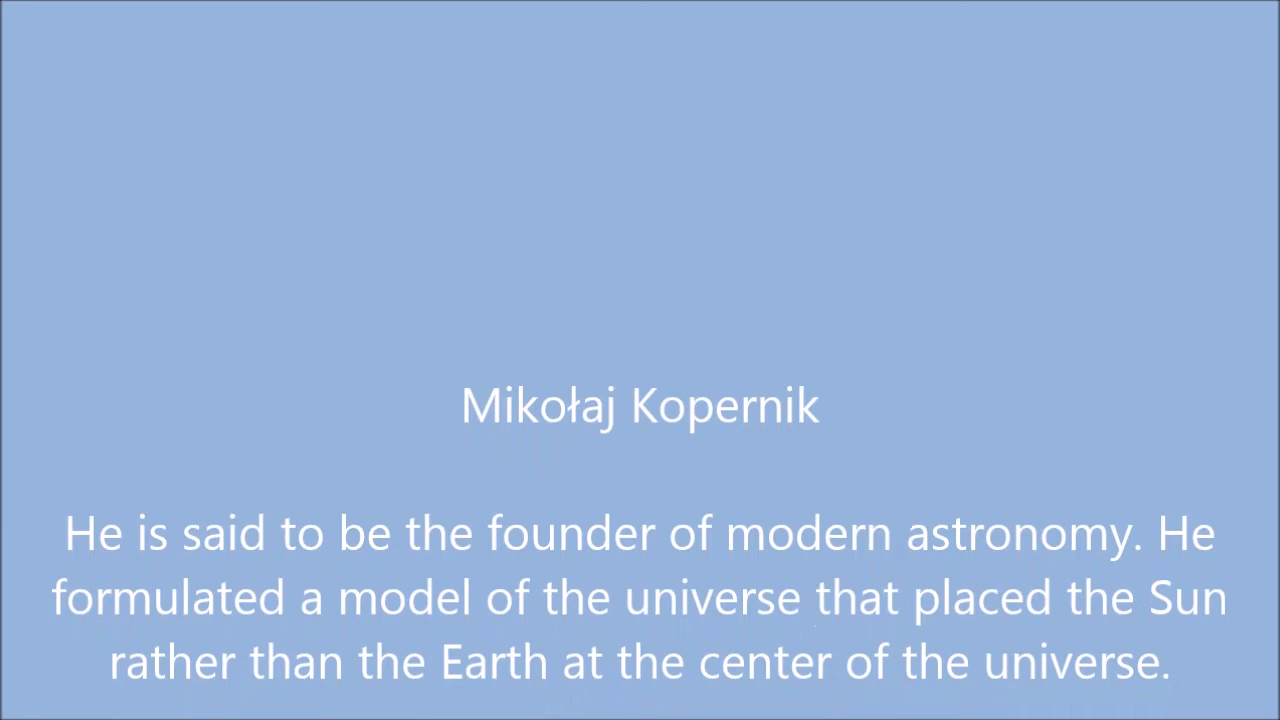 Mikołaj Kopernik
He is said to be the founder of modern astronomy. He
formulated a model of the universe that placed the Sun
rather than the Earth at the center of the universe.